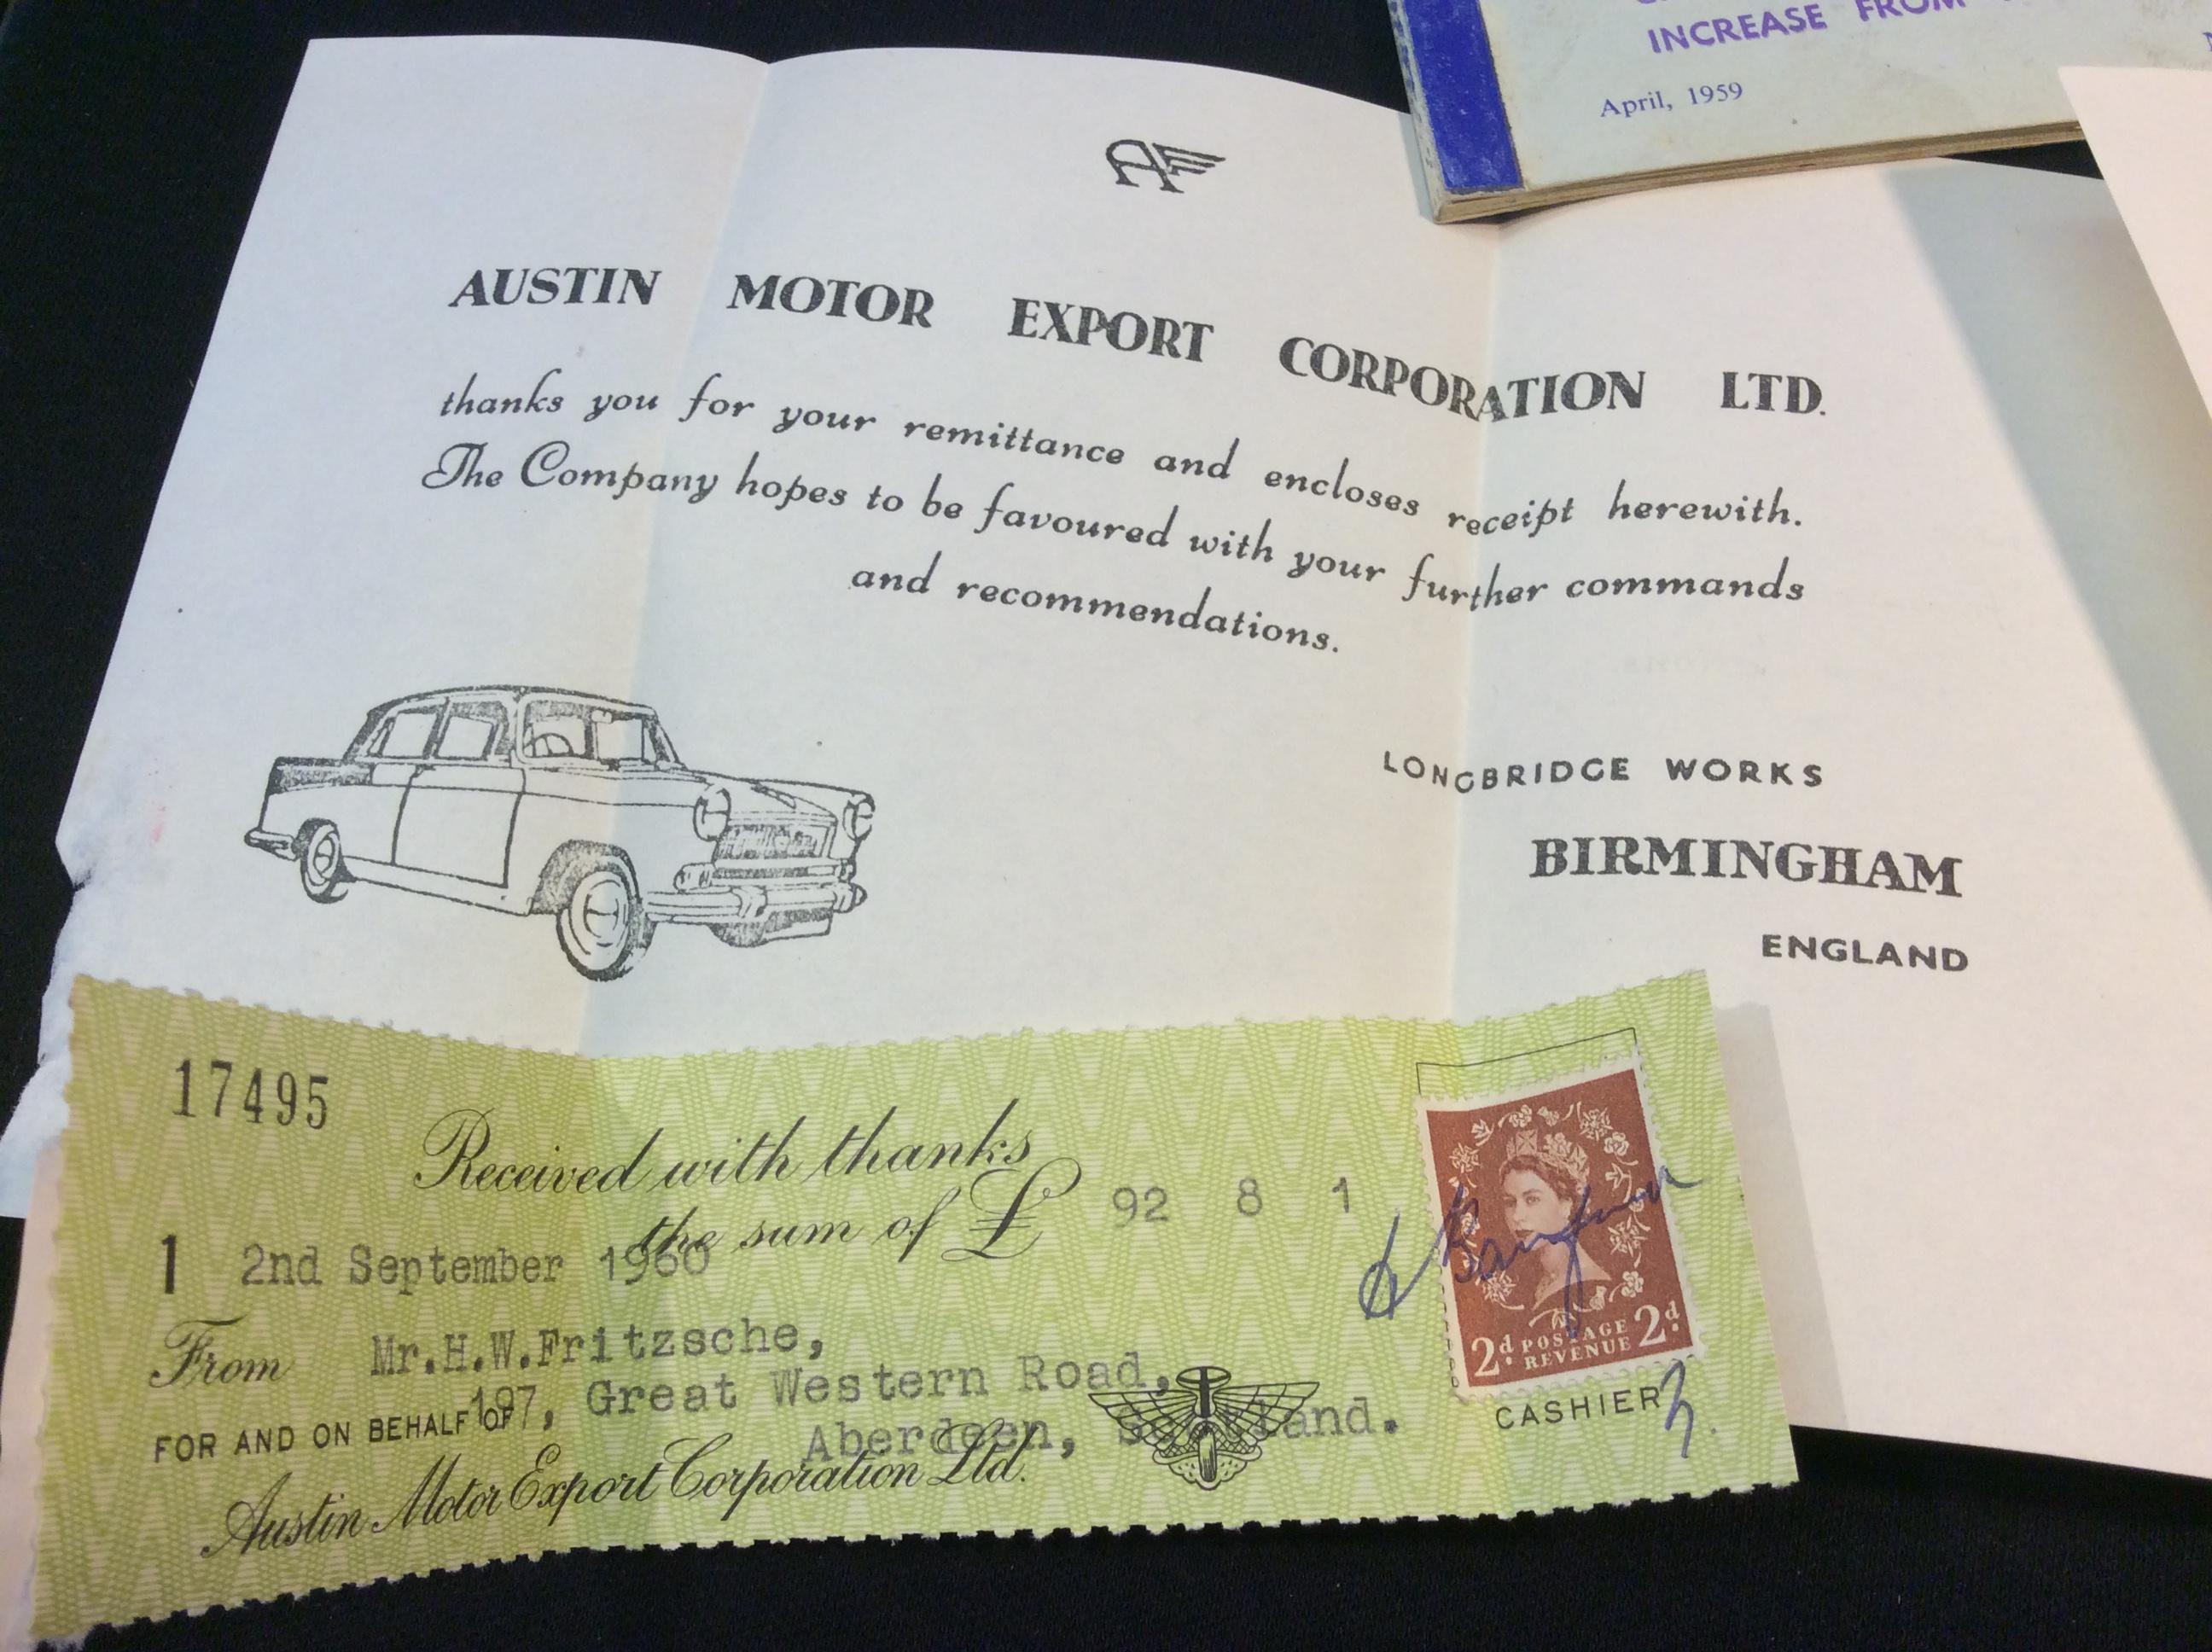 INCREASE FROM
April, 1959
AUSTIN MOTOR EXPORT CORPORATION LTD.
thanks you for your remittance and encloses receipt herewith.
The Company hopes to be favoured with your further commands
and recommendations.
LONGBRIDGE WORKS
BIRMINGHAM
ENGLAND
17495
Received with thanks
the sum of £ 92 8 1
1 2nd September 1960
From Mr.H.W.Fritzsche,
197, Great Western Road,
Aberdeen, Scotland.
FOR AND ON BEHALF OF
Austin Motor Export Corporation Ltd.
2d POSTAGE 2d
REVENUE
CASHIER